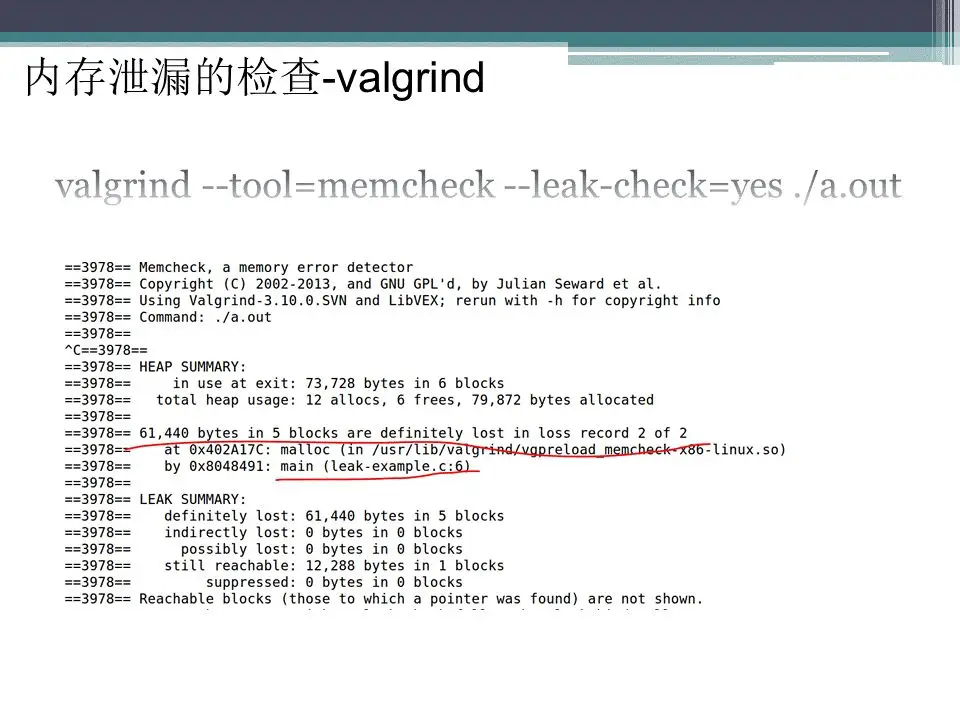 内存泄漏的检查-valgrind
valgrind --tool=memcheck --leak-check=yes ./a.out
==3978== Memcheck, a memory error detector
==3978== Copyright (C) 2002-2013, and GNU GPL'd, by Julian Seward et al.
==3978== Using Valgrind-3.10.0.SVN and LibVEX; rerun with -h for copyright info
==3978== Command: ./a.out
==3978==
^C==3978==
==3978== HEAP SUMMARY:
==3978==     in use at exit: 73,728 bytes in 6 blocks
==3978==   total heap usage: 12 allocs, 6 frees, 79,872 bytes allocated
==3978==
==3978== 61,440 bytes in 5 blocks are definitely lost in loss record 2 of 2
==3978==    at 0x402A17C: malloc (in /usr/lib/valgrind/vgpreload_memcheck-x86-linux.so)
==3978==    by 0x8048491: main (leak-example.c:6)
==3978==
==3978== LEAK SUMMARY:
==3978==    definitely lost: 61,440 bytes in 5 blocks
==3978==    indirectly lost: 0 bytes in 0 blocks
==3978==      possibly lost: 0 bytes in 0 blocks
==3978==    still reachable: 12,288 bytes in 1 blocks
==3978==         suppressed: 0 bytes in 0 blocks
==3978== Reachable blocks (those to which a pointer was found) are not shown.